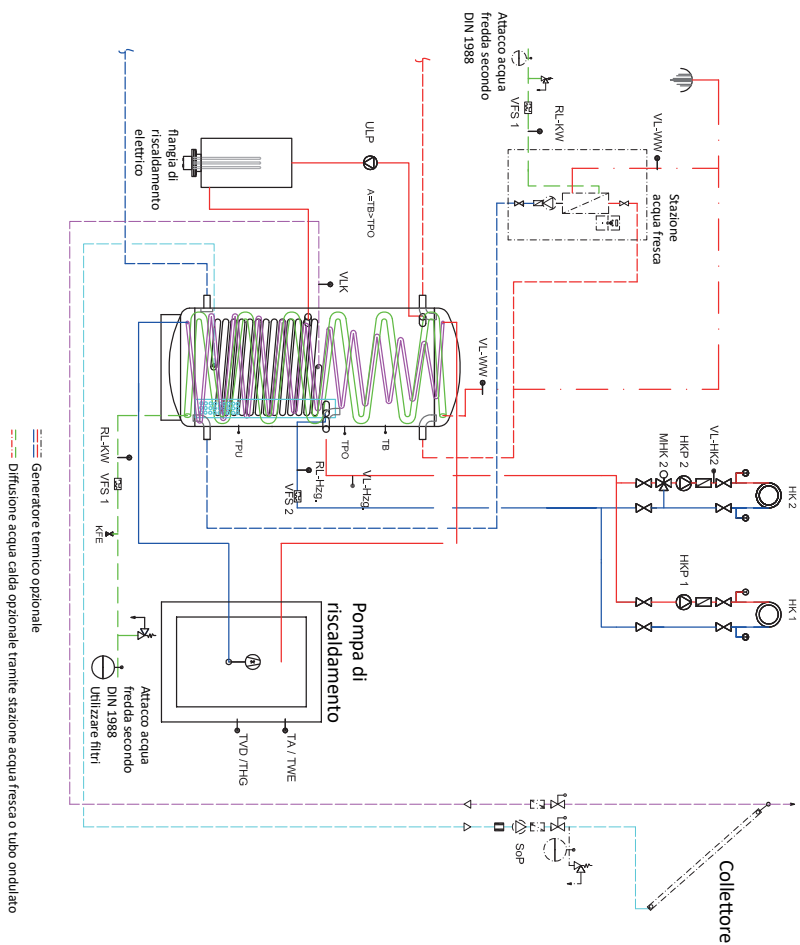 Attacco acqua
fredda secondo
DIN 1988
VFS 1
RL-KW
VL-WW
Stazione
acqua fresca
ULP
A=TB>TPO
flangia di
riscaldamento
elettrico
VLK
VL-WW
TPU
TPO
TB
RL-KW
VFS 1
KFE
RL-Hzg.
VFS 2
VL-Hzg.
MHK 2
HKP 2
VL-HK2
HK 2
HKP 1
HK 1
Pompa di
riscaldamento
TVD /THG
TA / TWE
Attacco acqua
fredda secondo
DIN 1988
Utilizzare filtri
SoP
Collettore
Generatore termico opzionale
Diffusione acqua calda opzionale tramite stazione acqua fresca o tubo ondulato